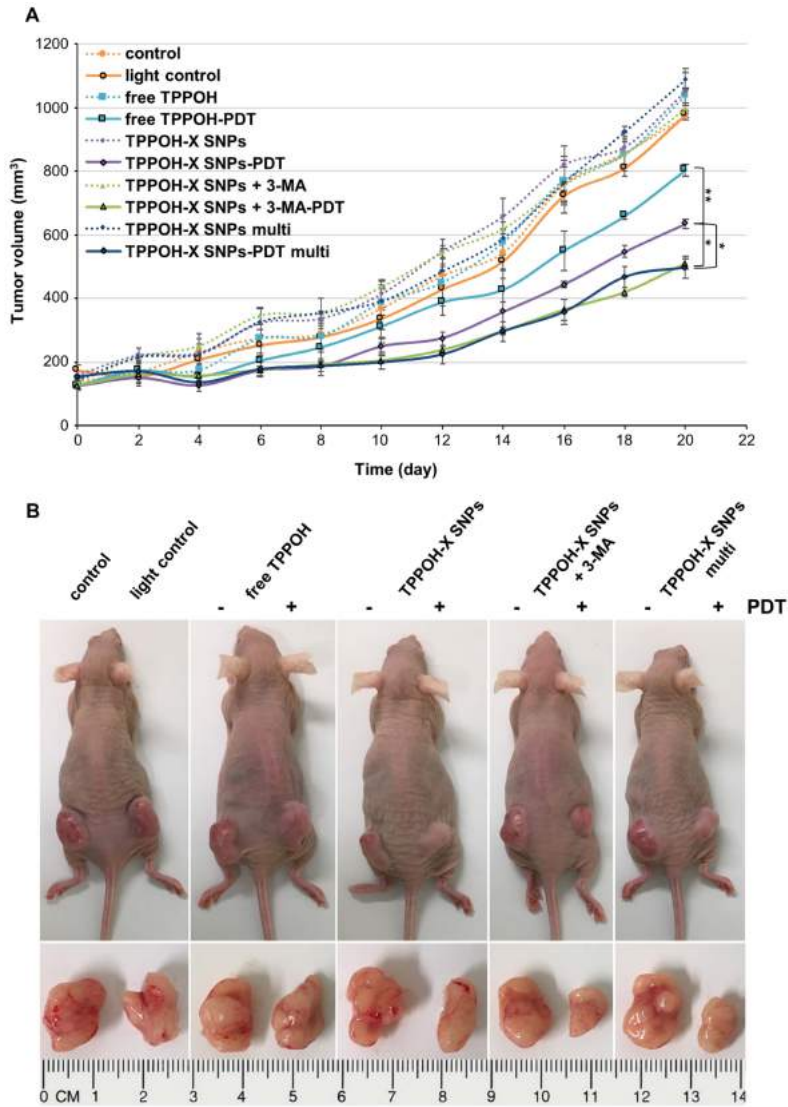 A
1200
1000
800
600
400
200
0
Tumor volume (mm³)
control
light control
free TPPOH
free TPPOH-PDT
TPPOH-X SNPs
TPPOH-X SNPs-PDT
TPPOH-X SNPs + 3-MA
TPPOH-X SNPs + 3-MA-PDT
TPPOH-X SNPs multi
TPPOH-X SNPs-PDT multi
**
*
*
0 2 4 6 8 10 12 14 16 18 20 22
Time (day)
B
control
light control
free TPPOH
TPPOH-X SNPs
TPPOH-X SNPs
+ 3-MA
TPPOH-X SNPs
multi
- + - + - + - + PDT
0 CM 1 2 3 4 5 6 7 8 9 10 11 12 13 14